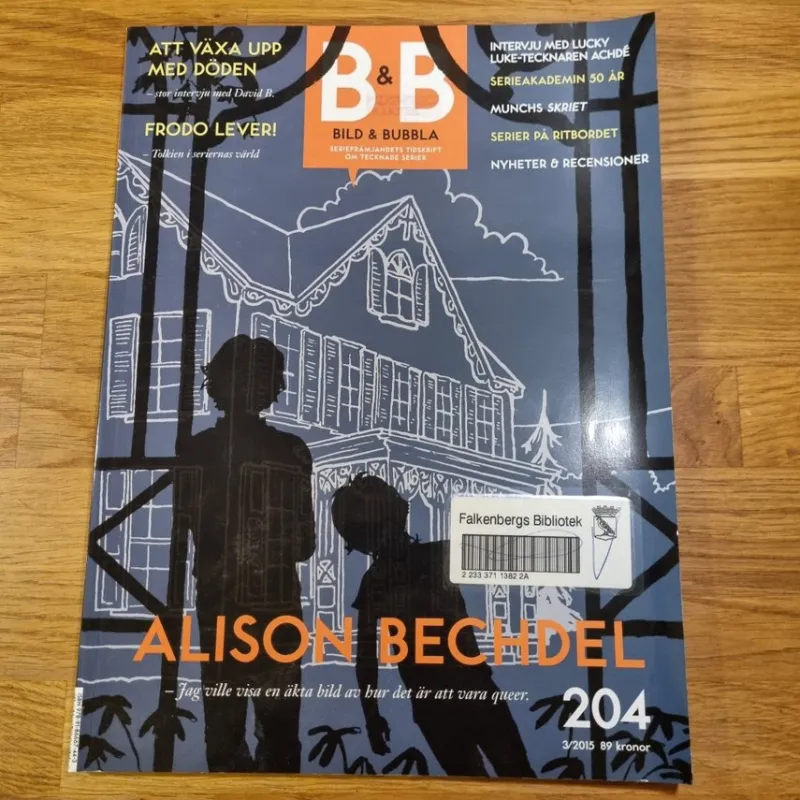 ATT VÄXA UPP
MED DÖDEN
– stor intervju med David B.
FRODO LEVER!
– Tolkien i seriernas värld
B&B
BILD & BUBBLA
SERIEFRÄMJANDETS TIDSKRIFT
OM TECKNADE SERIER
INTERVJU MED LUCKY
LUKE-TECKNAREN ACHDÉ
SERIEAKADEMIN 50 ÅR
MUNCHS SKRIET
SERIER PÅ RITBORDET
NYHETER & RECENSIONER
Falkenbergs Bibliotek
2 233 371 1382 2A
ALISON BECHDEL
– Jag ville visa en äkta bild av hur det är att vara queer.
204
3/2015 89 kronor